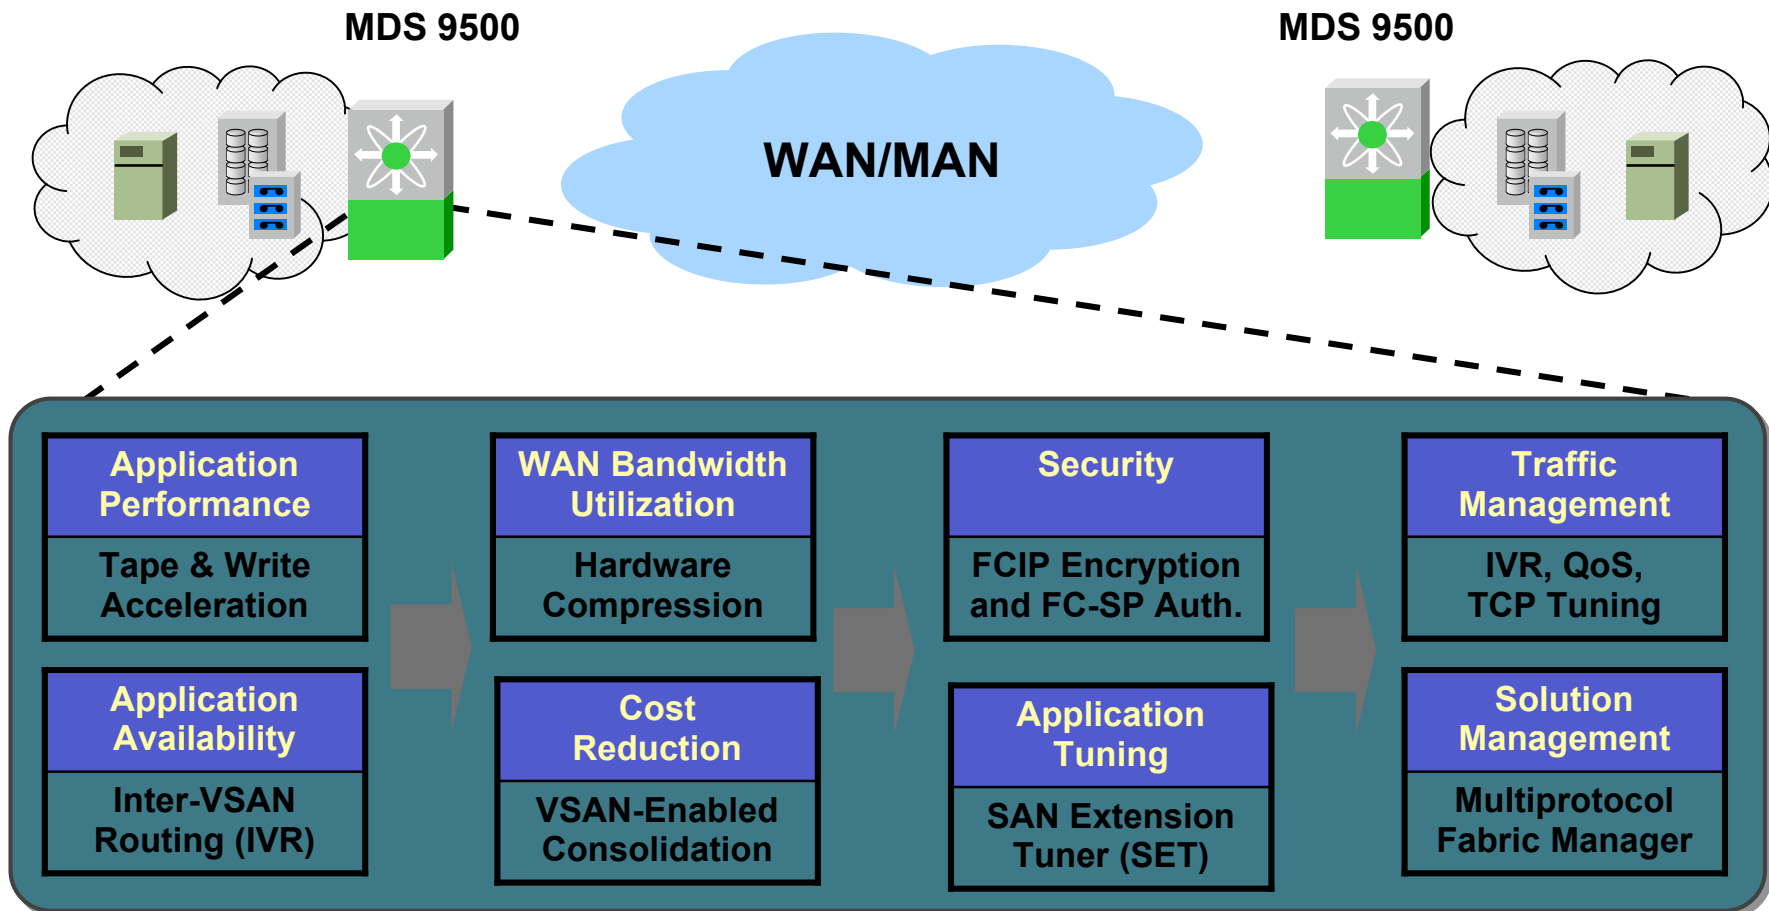 MDS 9500
MDS 9500
WAN/MAN
Application
Performance
Tape & Write
Acceleration
WAN Bandwidth
Utilization
Hardware
Compression
Security
FCIP Encryption
and FC-SP Auth.
Traffic
Management
IVR, QoS,
TCP Tuning
Application
Availability
Inter-VSAN
Routing (IVR)
Cost
Reduction
VSAN-Enabled
Consolidation
Application
Tuning
SAN Extension
Tuner (SET)
Solution
Management
Multiprotocol
Fabric Manager